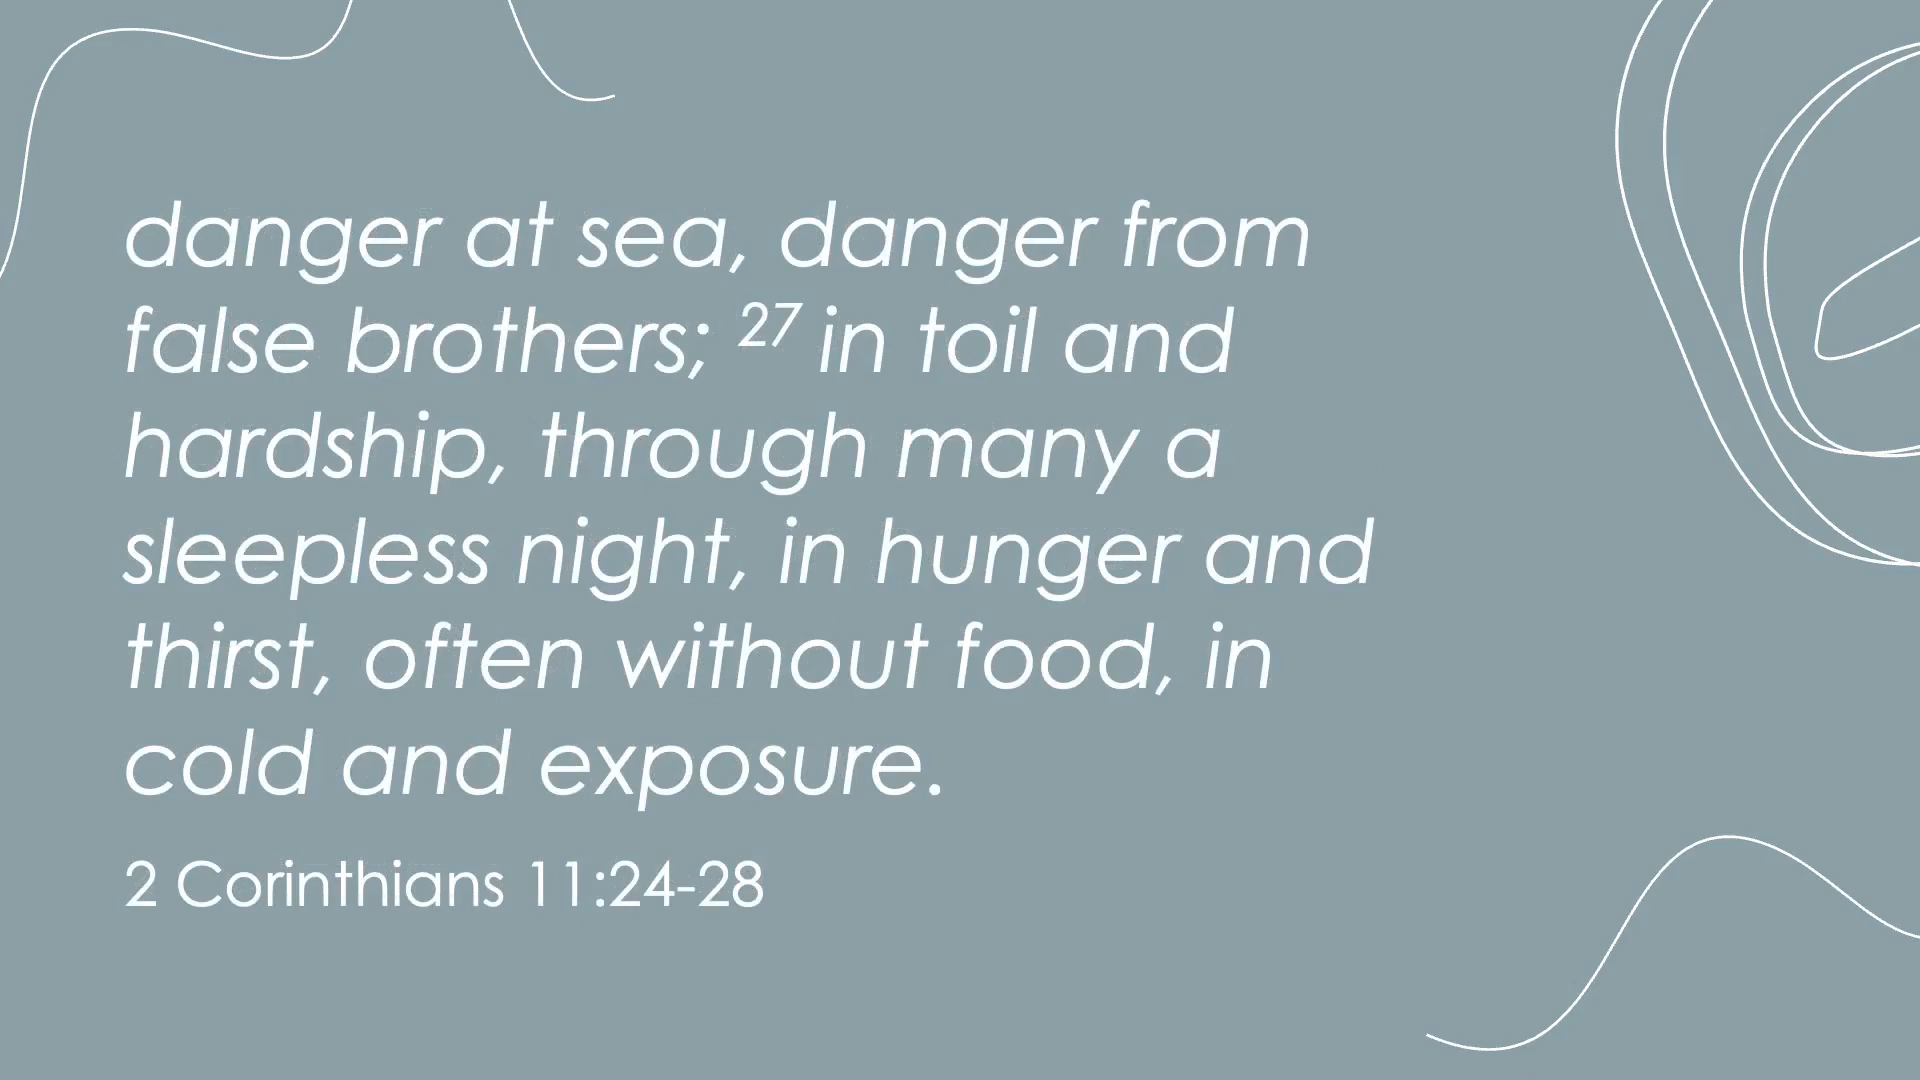 danger at sea, danger from
false brothers; 27 in toil and
hardship, through many a
sleepless night, in hunger and
thirst, often without food, in
cold and exposure.
2 Corinthians 11:24-28